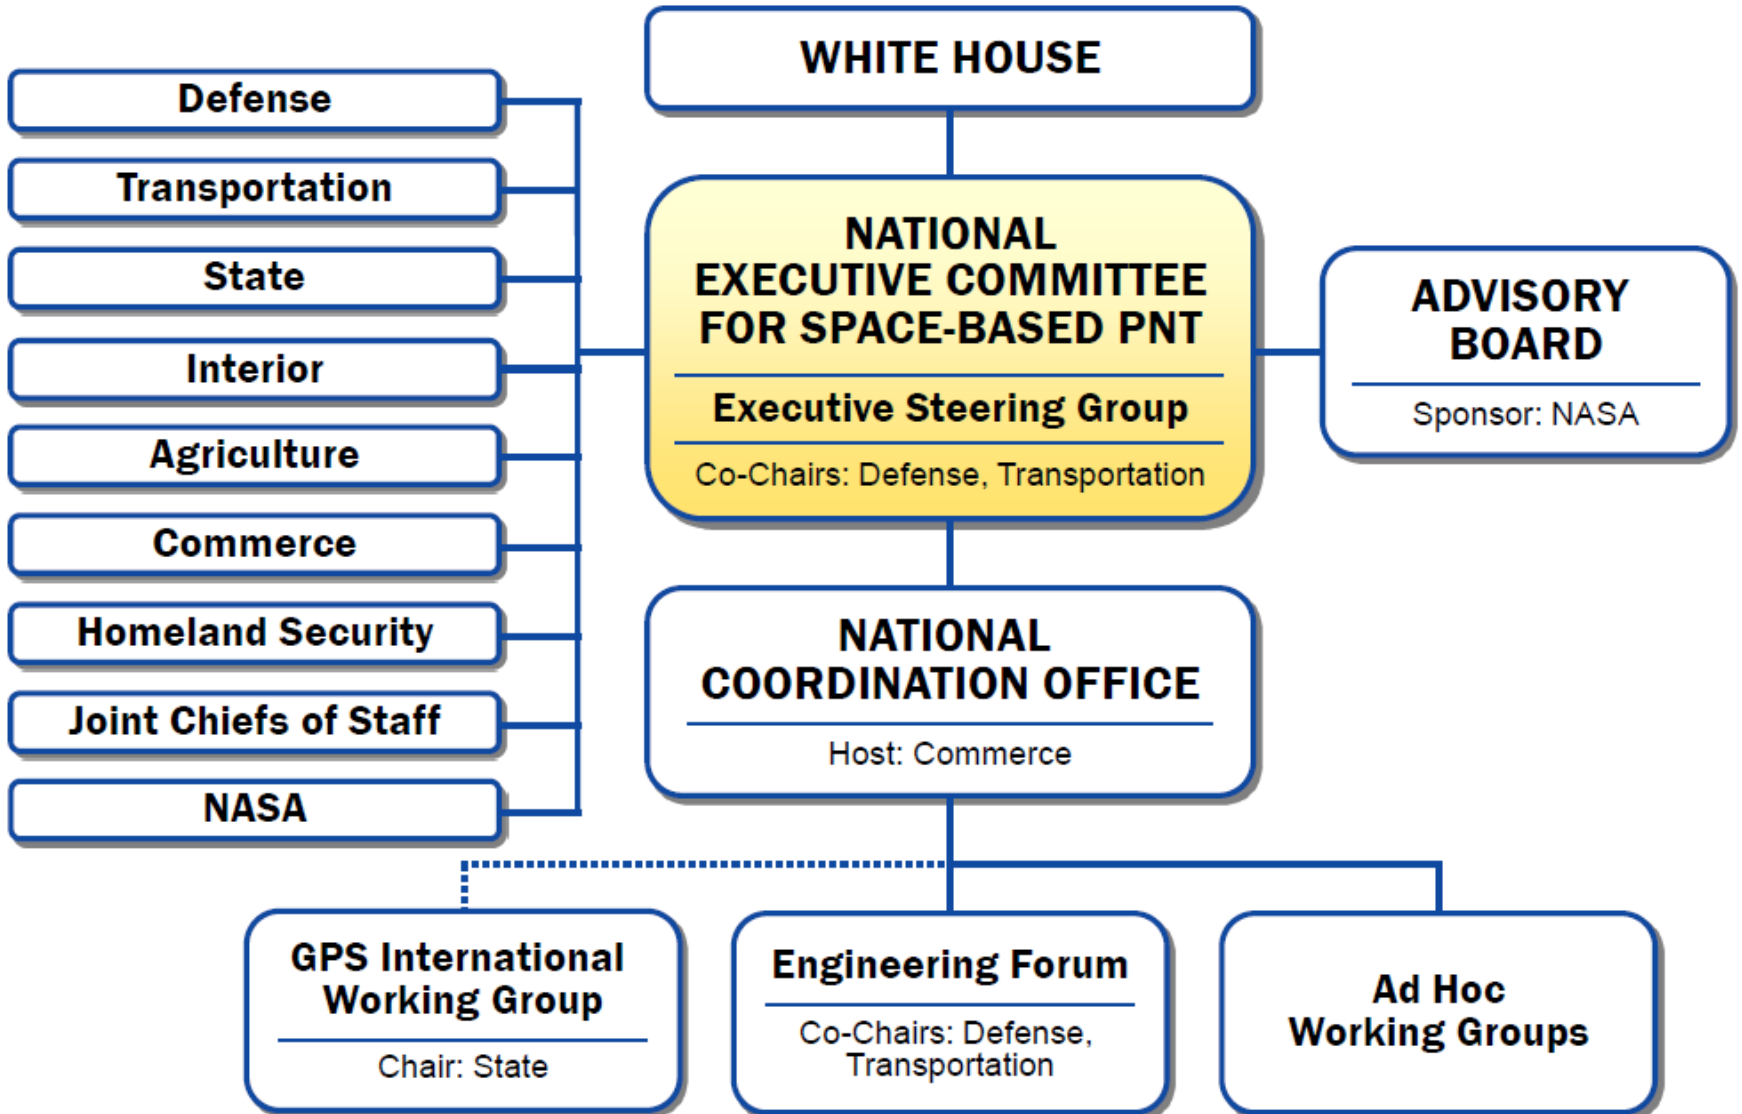 WHITE HOUSE
Defense
Transportation
State
Interior
Agriculture
Commerce
Homeland Security
Joint Chiefs of Staff
NASA
NATIONAL
EXECUTIVE COMMITTEE
FOR SPACE-BASED PNT
Executive Steering Group
Co-Chairs: Defense, Transportation
ADVISORY
BOARD
Sponsor: NASA
NATIONAL
COORDINATION OFFICE
Host: Commerce
GPS International
Working Group
Chair: State
Engineering Forum
Co-Chairs: Defense,
Transportation
Ad Hoc
Working Groups